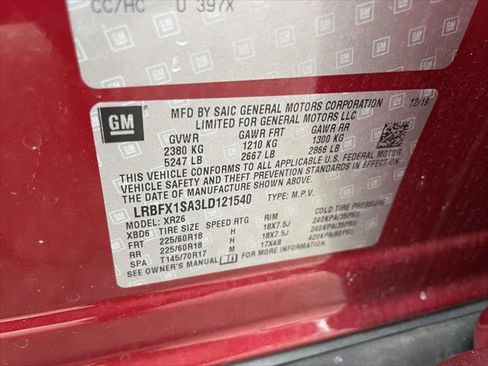 CC/HC U 397X
GM
MFD BY SAIC GENERAL MOTORS CORPORATION 12/19
LIMITED FOR GENERAL MOTORS LLC
GVWR GAWR FRT GAWR RR
2380 KG 1210 KG 1300 KG
5247 LB 2667 LB 2866 LB
THIS VEHICLE CONFORMS TO ALL APPLICABLE
U.S. FEDERAL MOTOR VEHICLE SAFETY AND
THEFT PREVENTION STANDARDS IN EFFECT ON
THE DATE OF MANUFACTURE SHOWN ABOVE.
LRBFX1SA3LD121540 TYPE: M.P.V.
MODEL: XR26
XBD6 TIRE SIZE SPEED RTG RIM COLD TIRE PRESSURE
FRT 225/60R18 H 18X7.5J 240KPA(35PSI)
RR 225/60R18 H 18X7.5J 240KPA(35PSI)
SPA T145/70R17 M 17X4B 420KPA(60PSI)
SEE OWNER'S MANUAL